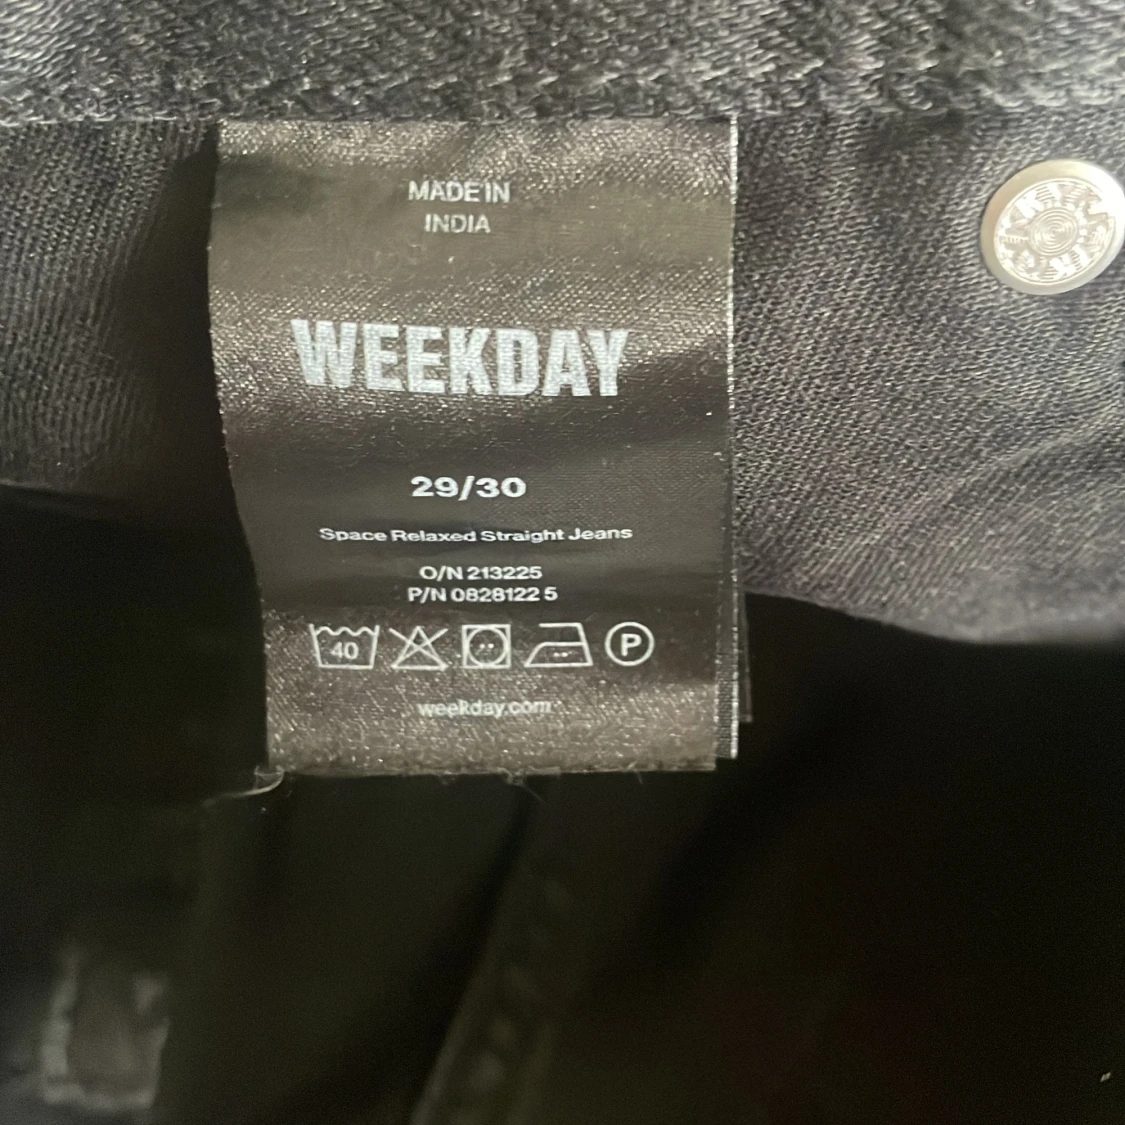 MADE IN
INDIA
WEEKDAY
29/30
Space Relaxed Straight Jeans
O/N 213225
P/N 0828122 5
40
P
weekday.com